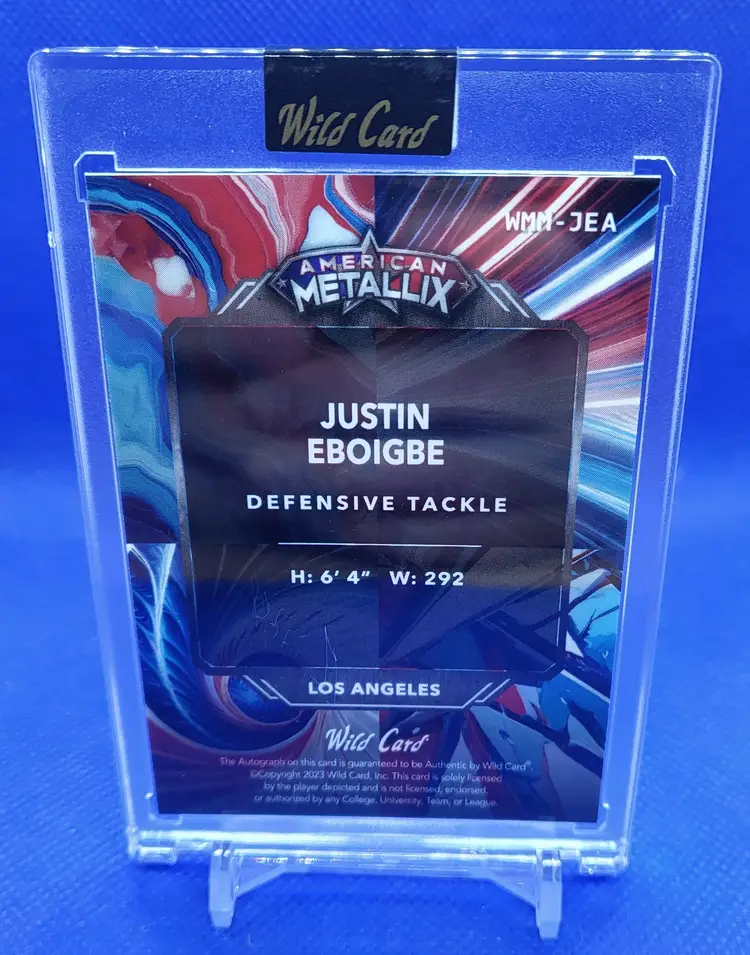 Wild Card
WMM-JEA
AMERICAN
METALLIX
JUSTIN
EBOIGBE
DEFENSIVE TACKLE
H: 6' 4" W: 292
LOS ANGELES
Wild Card
The Autograph on this card is guaranteed to be Authentic by Wild Card®.
©Copyright 2023 Wild Card, Inc. This card is solely licensed
by the player depicted and is not licensed, endorsed,
or authorized by any College, University, Team, or League.